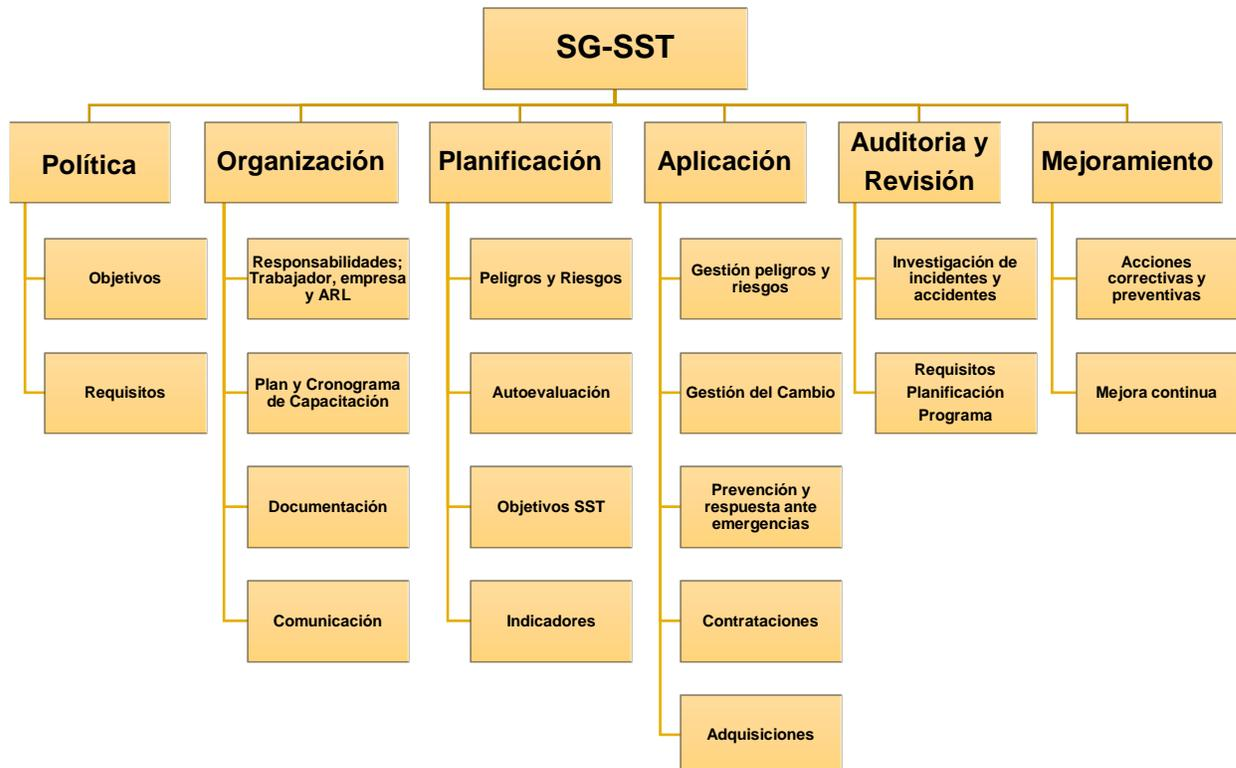 SG-SST
Política
Objetivos
Requisitos
Organización
Responsabilidades;
Trabajador, empresa
y ARL
Plan y Cronograma
de Capacitación
Documentación
Comunicación
Planificación
Peligros y Riesgos
Autoevaluación
Objetivos SST
Indicadores
Aplicación
Gestión peligros y
riesgos
Gestión del Cambio
Prevención y
respuesta ante
emergencias
Contrataciones
Adquisiciones
Auditoria y
Revisión
Investigación de
incidentes y
accidentes
Requisitos
Planificación
Programa
Mejoramiento
Acciones
correctivas y
preventivas
Mejora continua